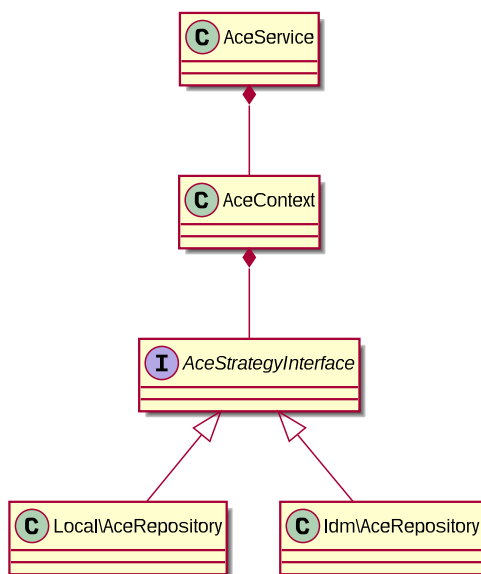 C AceService
C AceContext
I AceStrategyInterface
C Local\AceRepository
C Idm\AceRepository